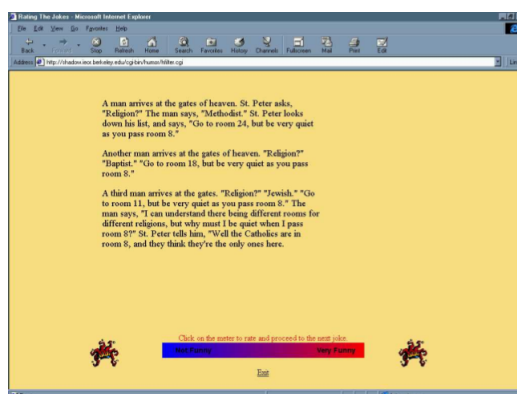 Rating The Jokes - Microsoft Internet Explorer
File Edit View Go Favorites Help
Back Stop Refresh Home Search Favorites History Channels Fullscreen Mail Print Edit
Address http://shadow.ieor.berkeley.edu/cgi-bin/humor/hfilter.cgi
A man arrives at the gates of heaven. St. Peter asks,
"Religion?" The man says, "Methodist." St. Peter looks
down his list, and says, "Go to room 24, but be very quiet
as you pass room 8."
Another man arrives at the gates of heaven. "Religion?"
"Baptist." "Go to room 18, but be very quiet as you pass
room 8."
A third man arrives at the gates. "Religion?" "Jewish." "Go
to room 11, but be very quiet as you pass room 8." The
man says, "I can understand there being different rooms for
different religions, but why must I be quiet when I pass
room 8?" St. Peter tells him, "Well the Catholics are in
room 8, and they think they're the only ones here.
Click on the meter to rate and proceed to the next joke.
Not Funny Very Funny
Exit